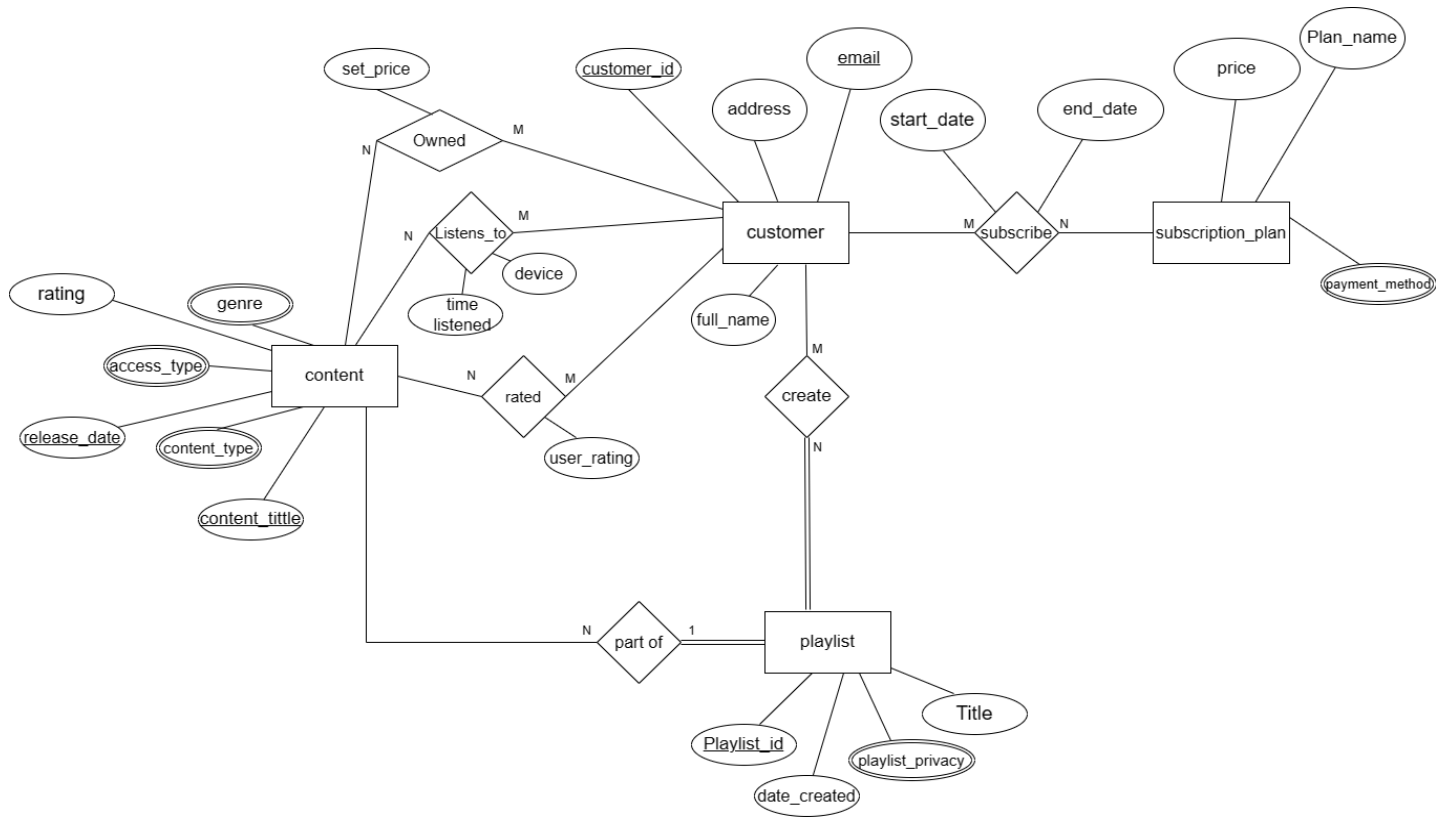 Plan_name
email
set_price
customer_id
price
address
end_date
start_date
M
Owned
N
M
Listens_to
N
customer
M
subscribe
N
subscription_plan
device
payment_method
rating
genre
time
listened
full_name
M
access_type
content
N
M
rated
create
release_date
content_type
N
user_rating
content_tittle
N
part of
1
playlist
Title
Playlist_id
playlist_privacy
date_created